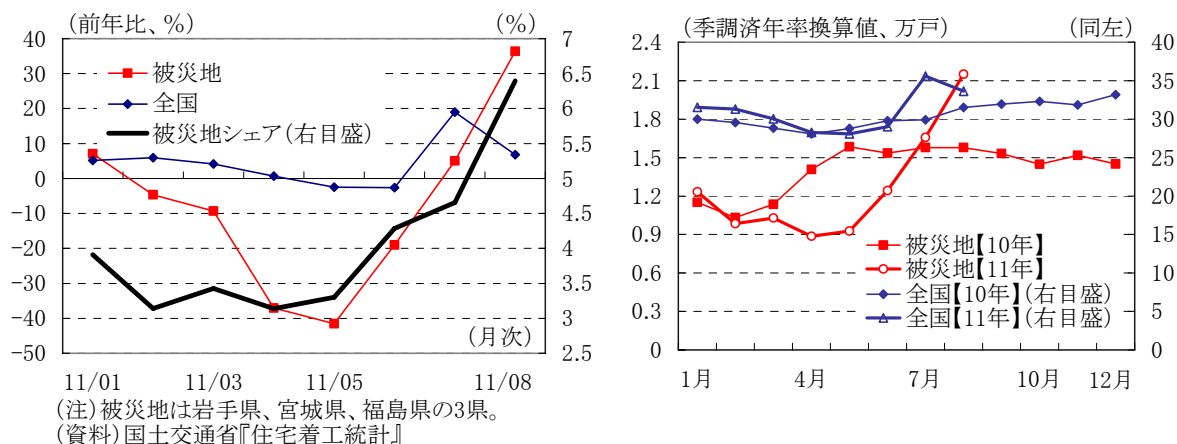 (前年比、%)
(%)
40
30
20
10
0
-10
-20
-30
-40
-50
7
6.5
6
5.5
5
4.5
4
3.5
3
2.5
被災地
全国
被災地シェア(右目盛)
(月次)
11/01
11/03
11/05
11/08
(注)被災地は岩手県、宮城県、福島県の3県。
(資料)国土交通省『住宅着工統計』
(季調済年率換算値、万戸)
(同左)
2.4
2.1
1.8
1.5
1.2
0.9
0.6
0.3
0
40
35
30
25
20
15
10
5
0
被災地【10年】
被災地【11年】
全国【10年】(右目盛)
全国【11年】(右目盛)
1月
4月
7月
10月
12月